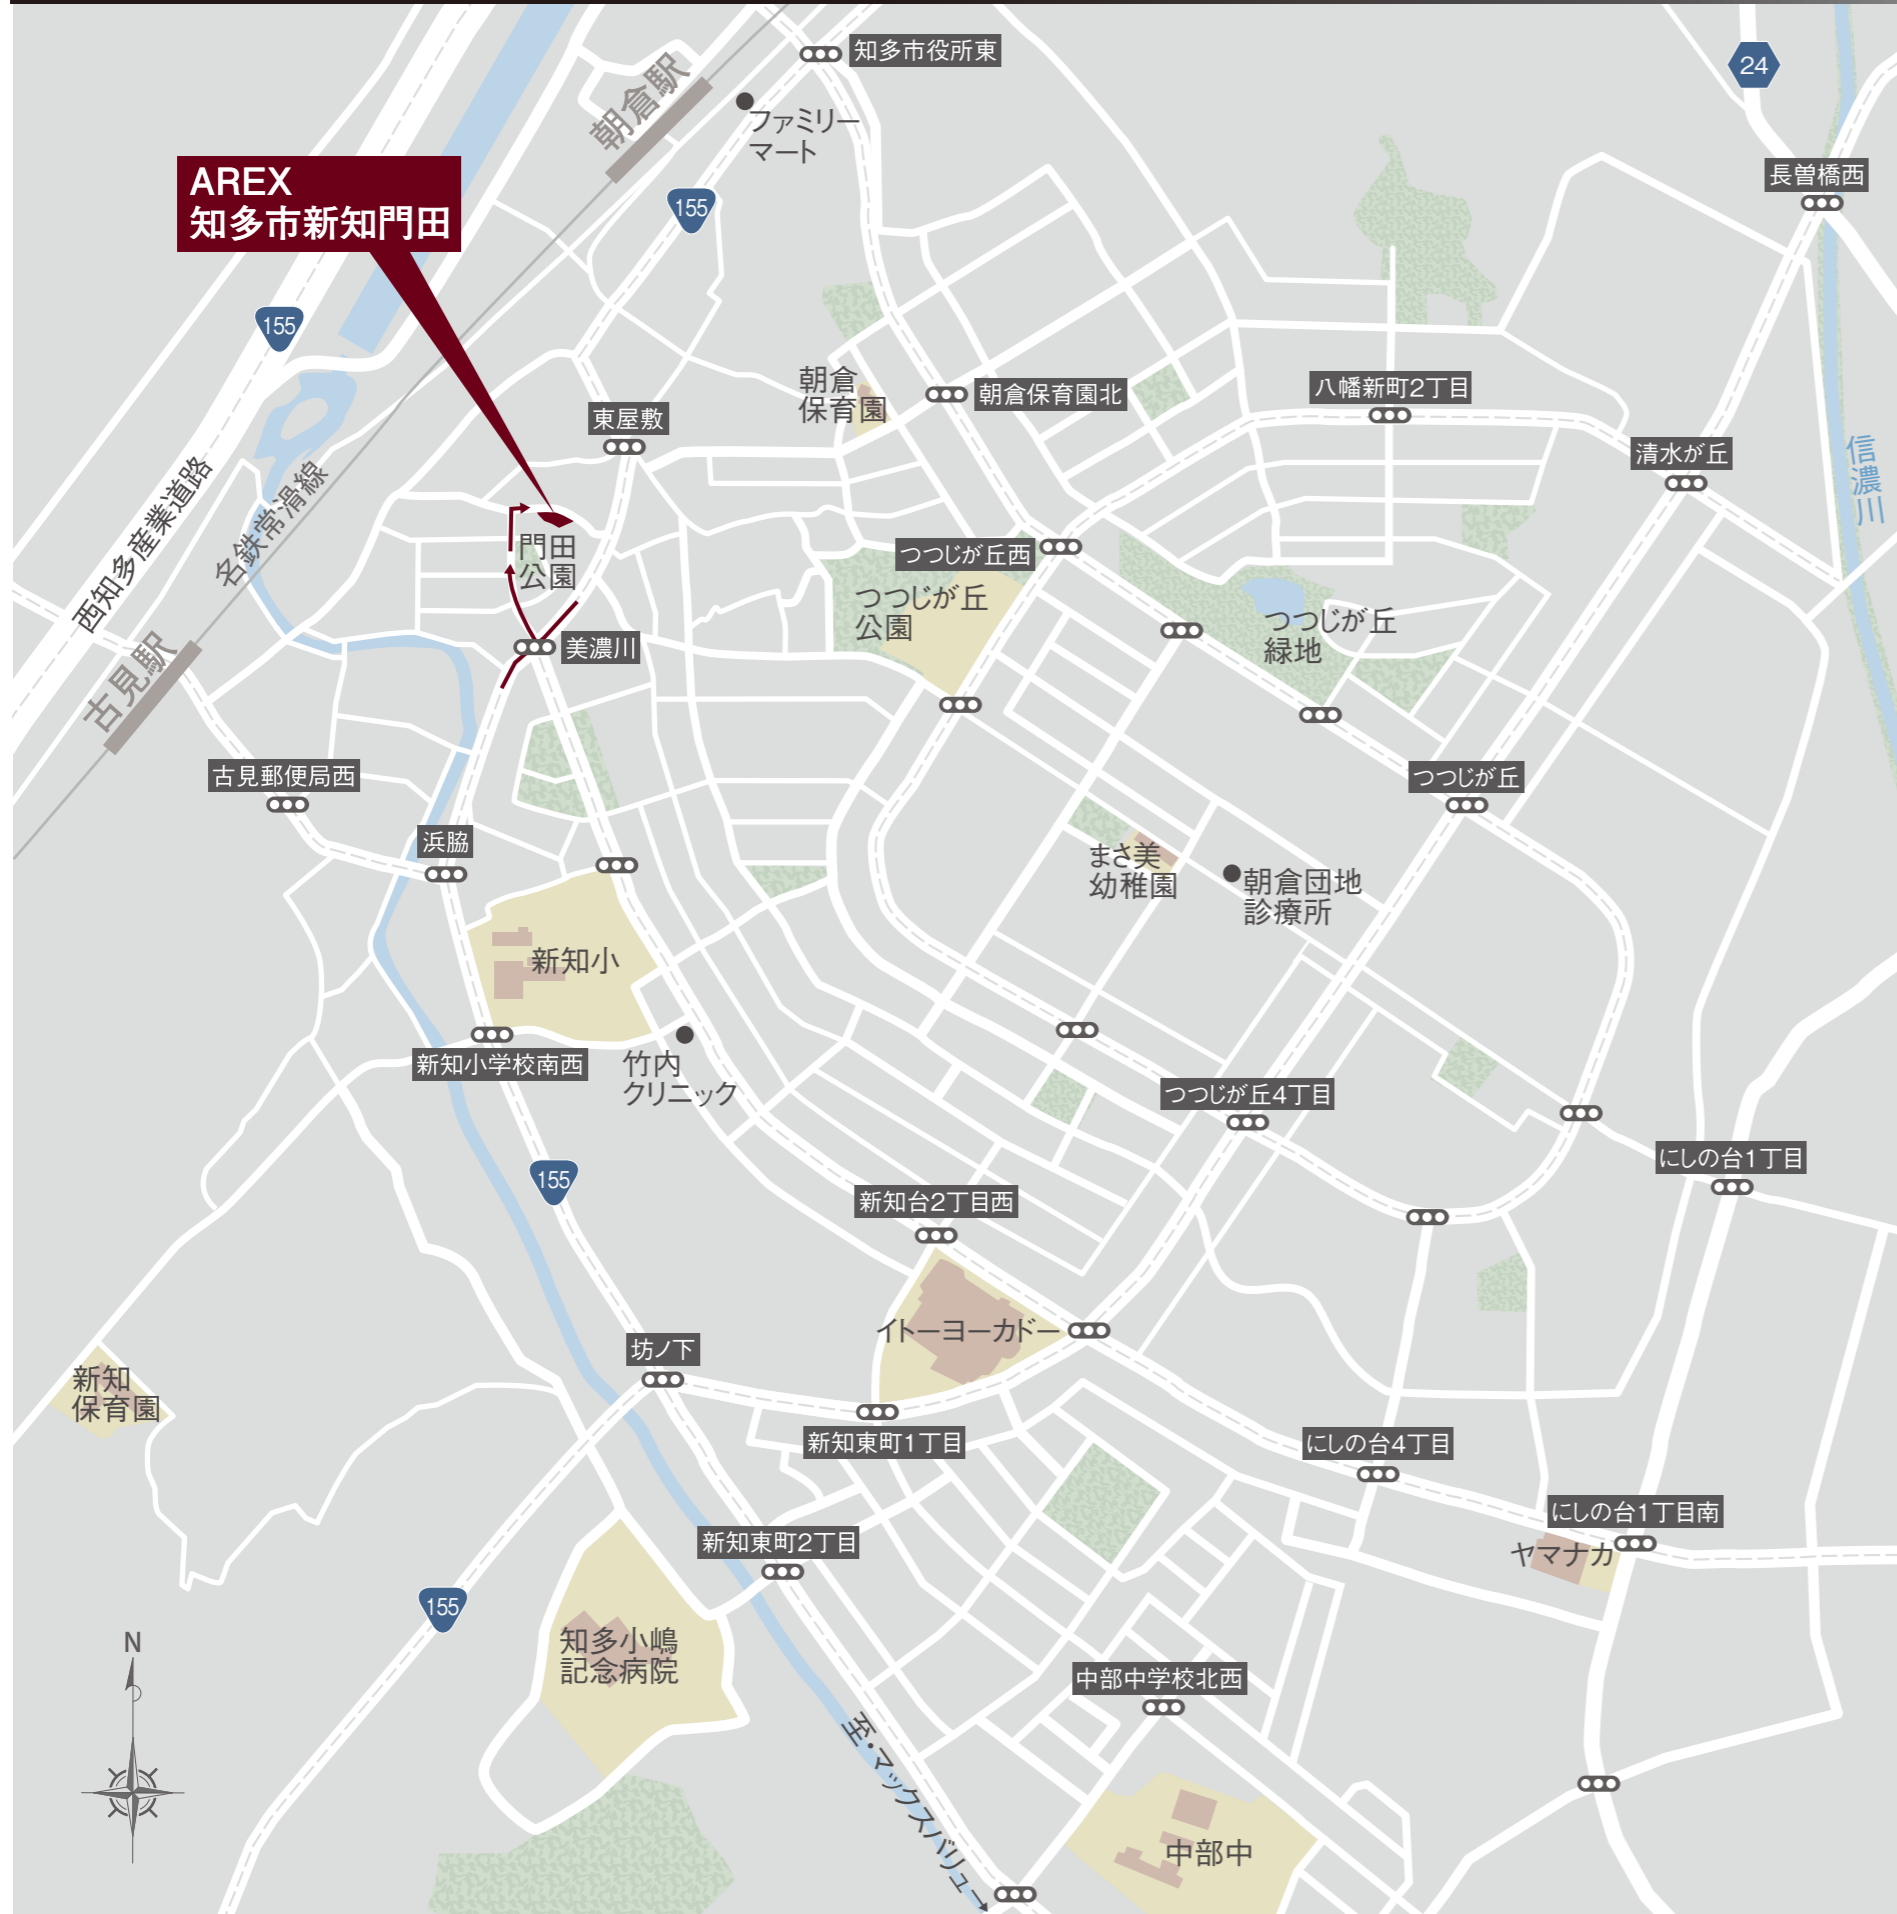 知多市役所東
24
朝倉駅
ファミリー
マート
AREX
知多市新知門田
155
長曽橋西
155
朝倉
保育園
朝倉保育園北
八幡新町2丁目
東屋敷
清水が丘
信濃川
西知多産業道路
名鉄常滑線
門田
公園
つつじが丘西
つつじが丘
公園
つつじが丘
緑地
美濃川
古見駅
古見郵便局西
つつじが丘
浜脇
まさ美
幼稚園
朝倉団地
診療所
新知小
新知小学校南西
竹内
クリニック
つつじが丘4丁目
155
にしの台1丁目
新知台2丁目西
イトーヨーカドー
坊ノ下
新知
保育園
新知東町1丁目
にしの台4丁目
にしの台1丁目南
ヤマナカ
新知東町2丁目
155
N
知多小嶋
記念病院
中部中学校北西
至・マックスバリュー
中部中